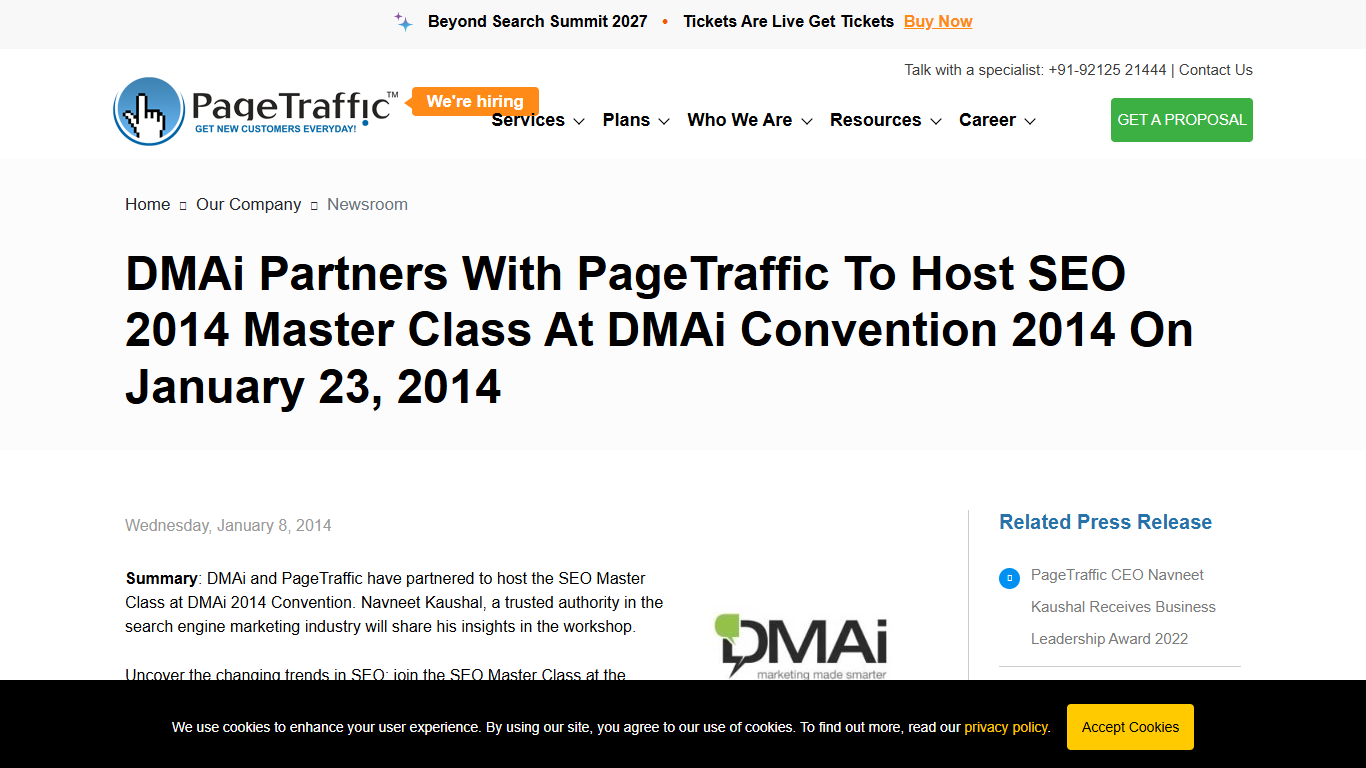 Beyond Search Summit 2027 • Tickets Are Live Get Tickets Buy Now
Talk with a specialist: +91-92125 21444 | Contact Us
PageTraffic™
GET NEW CUSTOMERS EVERYDAY!
We're hiring
Services Plans Who We Are Resources Career
GET A PROPOSAL
Home Our Company Newsroom
DMAi Partners With PageTraffic To Host SEO
2014 Master Class At DMAi Convention 2014 On
January 23, 2014
Wednesday, January 8, 2014
Summary: DMAi and PageTraffic have partnered to host the SEO Master
Class at DMAi 2014 Convention. Navneet Kaushal, a trusted authority in the
search engine marketing industry will share his insights in the workshop.
Uncover the changing trends in SEO; join the SEO Master Class at the
DMAi
marketing made smarter
Related Press Release
PageTraffic CEO Navneet
Kaushal Receives Business
Leadership Award 2022
We use cookies to enhance your user experience. By using our site, you agree to our use of cookies. To find out more, read our privacy policy.
Accept Cookies